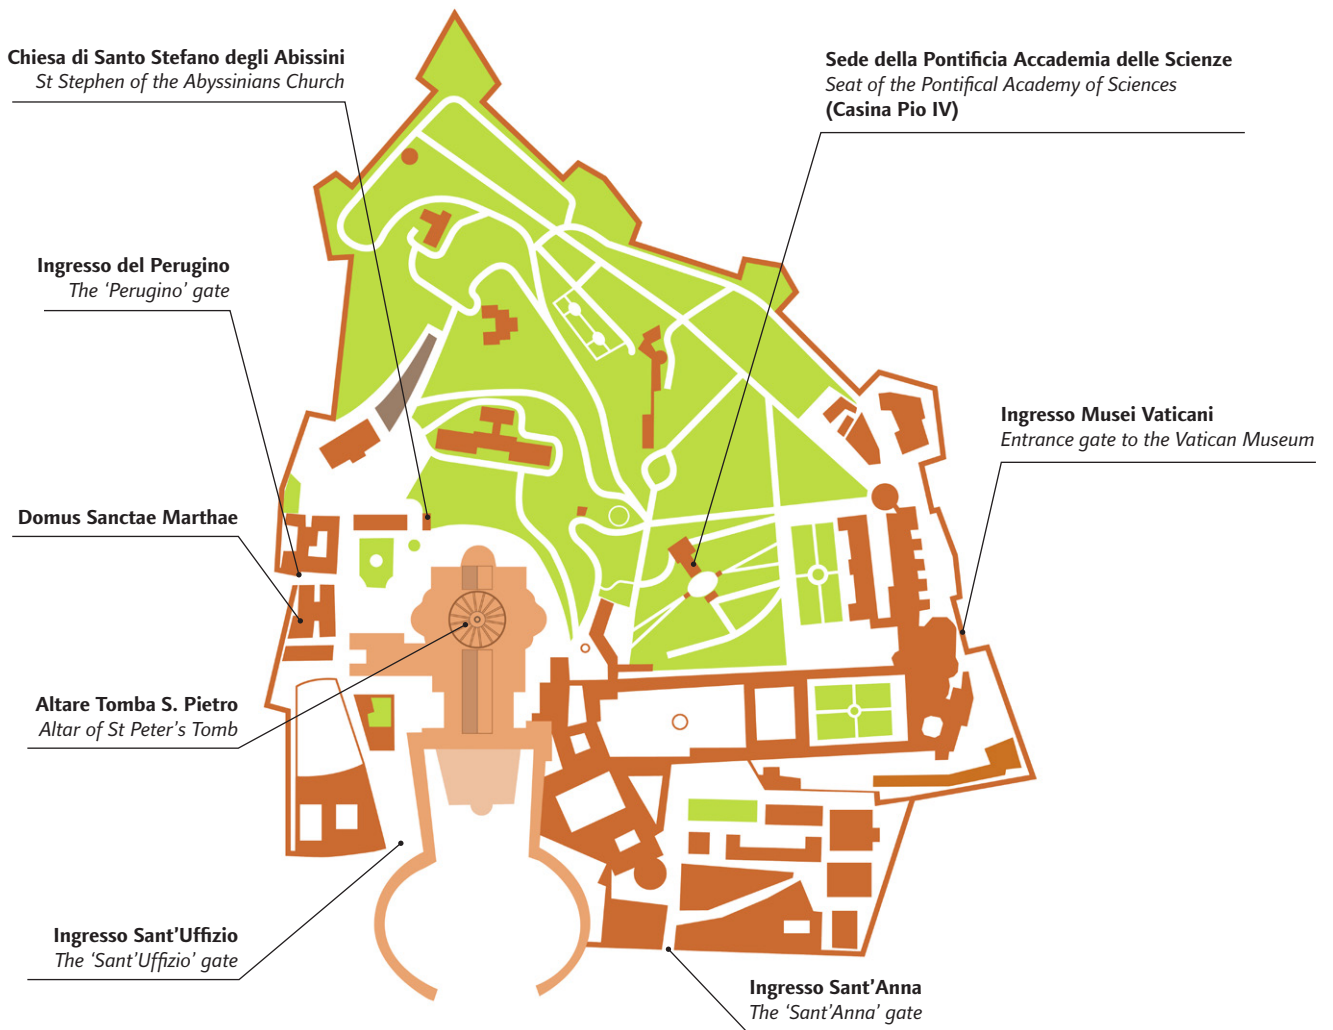 Chiesa di Santo Stefano degli Abissini
St Stephen of the Abyssinians Church
Sede della Pontificia Accademia delle Scienze
Seat of the Pontifical Academy of Sciences
(Casina Pio IV)
Ingresso del Perugino
The ‘Perugino’ gate
Ingresso Musei Vaticani
Entrance gate to the Vatican Museum
Domus Sanctae Marthae
Altare Tomba S. Pietro
Altar of St Peter’s Tomb
Ingresso Sant’Uffizio
The ‘Sant’Uffizio’ gate
Ingresso Sant’Anna
The ‘Sant’Anna’ gate